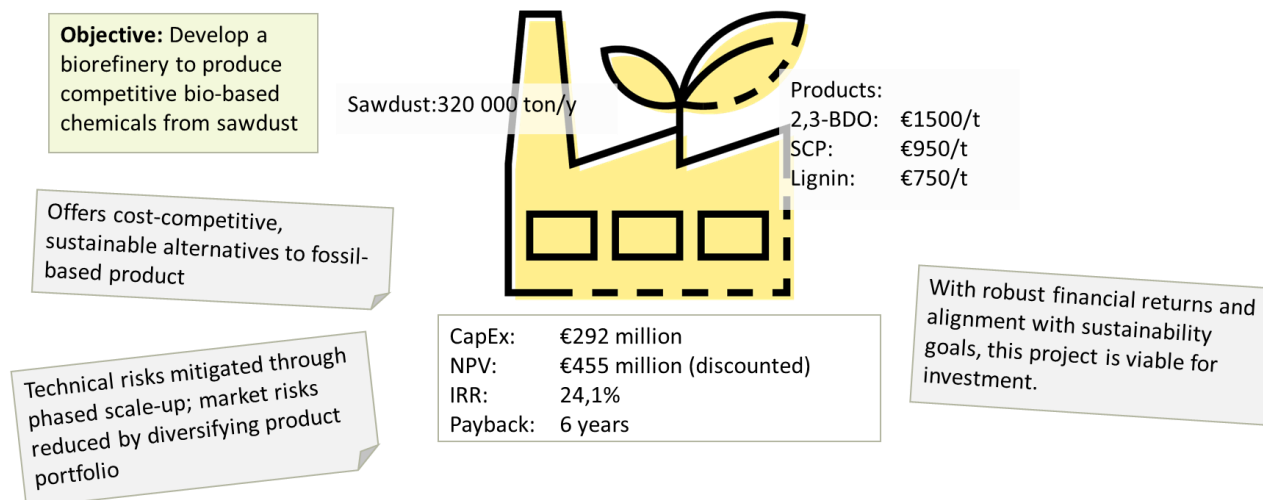 Objective: Develop a
biorefinery to produce
competitive bio-based
chemicals from sawdust
Sawdust:320 000 ton/y
Products:
2,3-BDO: €1500/t
SCP: €950/t
Lignin: €750/t
Offers cost-competitive,
sustainable alternatives to fossil-
based product
Technical risks mitigated through
phased scale-up; market risks
reduced by diversifying product
portfolio
CapEx: €292 million
NPV: €455 million (discounted)
IRR: 24,1%
Payback: 6 years
With robust financial returns and
alignment with sustainability
goals, this project is viable for
investment.